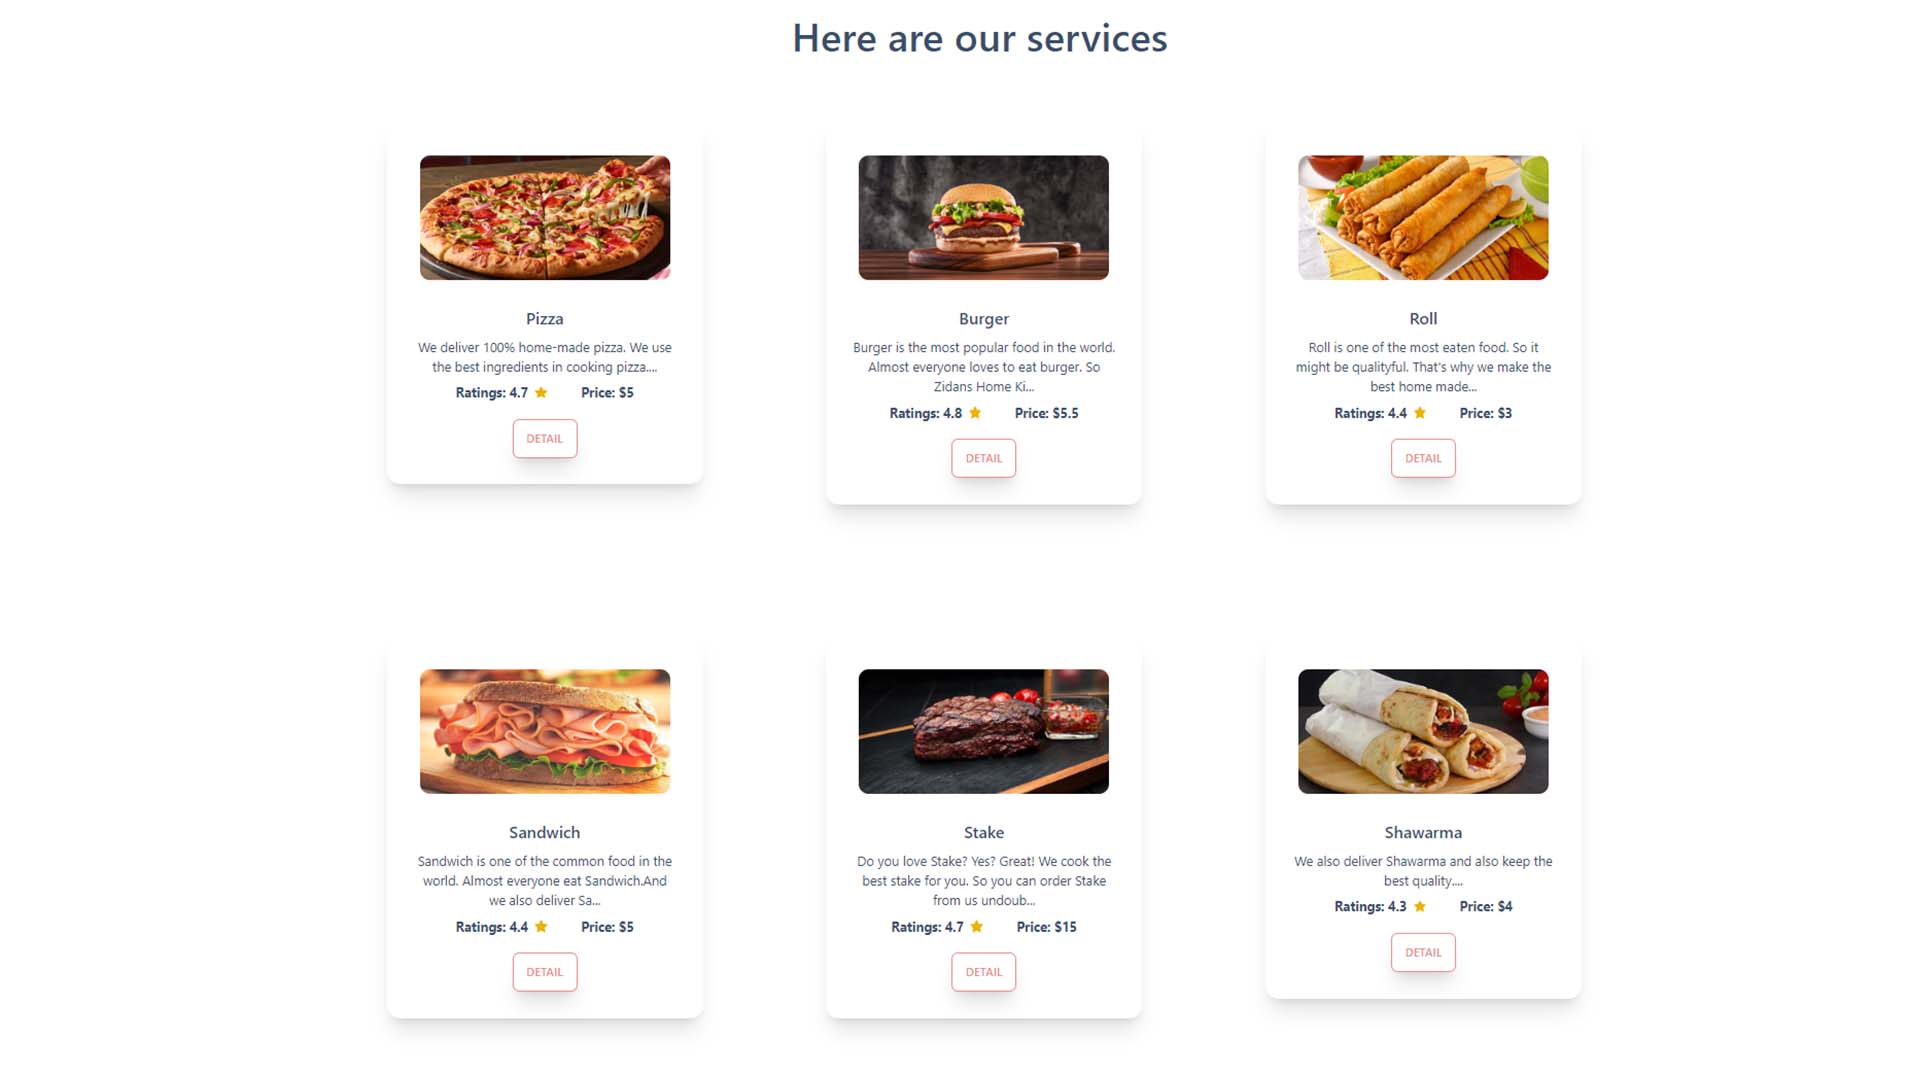 Here are our services
Pizza
We deliver 100% home-made pizza. We use
the best ingredients in cooking pizza....
Ratings: 4.7
Price: $5
DETAIL
Burger
Burger is the most popular food in the world.
Almost everyone loves to eat burger. So
Zidans Home Ki...
Ratings: 4.8
Price: $5.5
DETAIL
Roll
Roll is one of the most eaten food. So it
might be qualityful. That's why we make the
best home made...
Ratings: 4.4
Price: $3
DETAIL
Sandwich
Sandwich is one of the common food in the
world. Almost everyone eat Sandwich.And
we also deliver Sa...
Ratings: 4.4
Price: $5
DETAIL
Stake
Do you love Stake? Yes? Great! We cook the
best stake for you. So you can order Stake
from us undoub...
Ratings: 4.7
Price: $15
DETAIL
Shawarma
We also deliver Shawarma and also keep the
best quality....
Ratings: 4.3
Price: $4
DETAIL